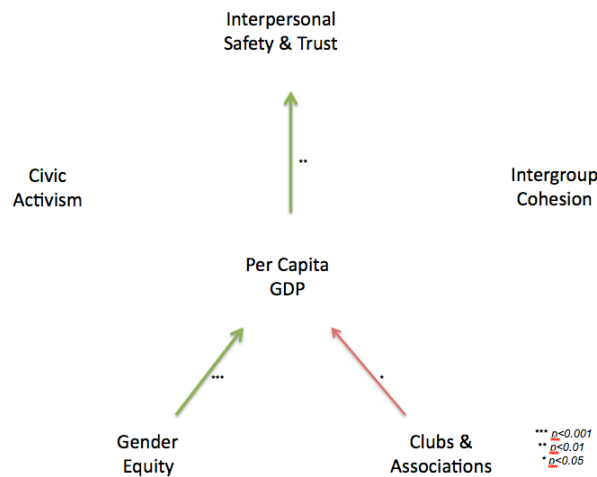 Interpersonal
Safety & Trust
**
Civic
Activism
Intergroup
Cohesion
Per Capita
GDP
***
*
Gender
Equity
Clubs &
Associations
*** p<0.001
** p<0.01
* p<0.05